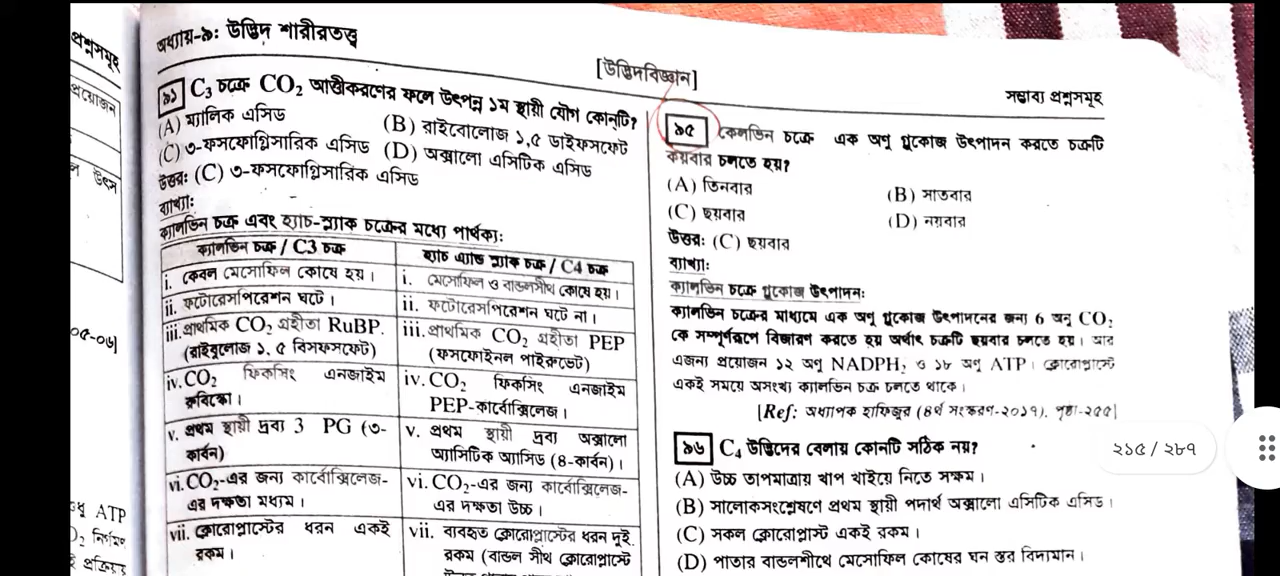 প্রশ্নসমূহ
প্রয়োজন
উৎস
০৫-০৬]
ATP
অধ্যায়-৯: উদ্ভিদ শারীরতত্ত্ব
[উদ্ভিদবিজ্ঞান]
সম্ভাব্য প্রশ্নসমূহ
৯১ C3 চক্রে CO2 আত্তীকরণের ফলে উৎপন্ন ১ম স্থায়ী যৌগ কোন্‌টি?
(A) ম্যালিক এসিড
(B) রাইবোলোজ ১,৫ ডাইফসফেট
(C) ৩-ফসফোগ্লিসারিক এসিড (D) অক্সালো এসিটিক এসিড
উত্তর: (C) ৩-ফসফোগ্লিসারিক এসিড
ব্যাখ্যা:
ক্যালভিন চক্র এবং হ্যাচ-স্ল্যাক চক্রের মধ্যে পার্থক্য:
ক্যালভিন চক্র / C3 চক্র
হ্যাচ এ্যান্ড স্ল্যাক চক্র / C4 চক্র
i. কেবল মেসোফিল কোষে হয়।
i. মেসোফিল ও বান্ডলসীথ কোষে হয়।
ii. ফটোরেসপিরেশন ঘটে।
ii. ফটোরেসপিরেশন ঘটে না।
iii. প্রাথমিক CO2 গ্রহীতা RuBP.
(রাইবুলোজ ১, ৫ বিসফসফেট)
iii. প্রাথমিক CO2 গ্রহীতা PEP
(ফসফোইনল পাইরুভেট)
iv. CO2 ফিকসিং এনজাইম
রুবিস্কো।
iv. CO2 ফিকসিং এনজাইম
PEP-কার্বোক্সিলেজ।
v. প্রথম স্থায়ী দ্রব্য 3 PG (৩-
কার্বন)
v. প্রথম স্থায়ী দ্রব্য অক্সালো
অ্যাসিটিক অ্যাসিড (৪-কার্বন)।
vi. CO2-এর জন্য কার্বোক্সিলেজ-
এর দক্ষতা মধ্যম।
vi. CO2-এর জন্য কার্বোক্সিলেজ-
এর দক্ষতা উচ্চ।
vii. ক্লোরোপ্লাস্টের ধরন একই
রকম।
vii. ব্যবহৃত ক্লোরোপ্লাস্টের ধরন দুই
রকম (বান্ডল সীথ ক্লোরোপ্লাস্টে
৯৫ কেলভিন চক্রে এক অণু গ্লুকোজ উৎপাদন করতে চক্রটি
কয়বার চলতে হয়?
(A) তিনবার
(B) সাতবার
(C) ছয়বার
(D) নয়বার
উত্তর: (C) ছয়বার
ব্যাখ্যা:
ক্যালভিন চক্রে গ্লুকোজ উৎপাদন:
ক্যালভিন চক্রের মাধ্যমে এক অণু গ্লুকোজ উৎপাদনের জন্য 6 অনু CO2
কে সম্পূর্ণরূপে বিজারণ করতে হয় অর্থাৎ চক্রটি ছয়বার চলতে হয়। আর
এজন্য প্রয়োজন ১২ অণু NADPH2 ও ১৮ অণু ATP। ক্লোরোপ্লাস্টে
একই সময়ে অসংখ্য ক্যালভিন চক্র চলতে থাকে।
[Ref: অধ্যাপক হাফিজুর (৪র্থ সংস্করণ-২০১৭), পৃষ্ঠা-২৫৫]
৯৬ C4 উদ্ভিদের বেলায় কোনটি সঠিক নয়?
(A) উচ্চ তাপমাত্রায় খাপ খাইয়ে নিতে সক্ষম।
(B) সালোকসংশ্লেষণে প্রথম স্থায়ী পদার্থ অক্সালো এসিটিক এসিড।
(C) সকল ক্লোরোপ্লাস্ট একই রকম।
(D) পাতার বান্ডলশীথে মেসোফিল কোষের ঘন স্তর বিদ্যমান।
২১৫ / ২৮৭